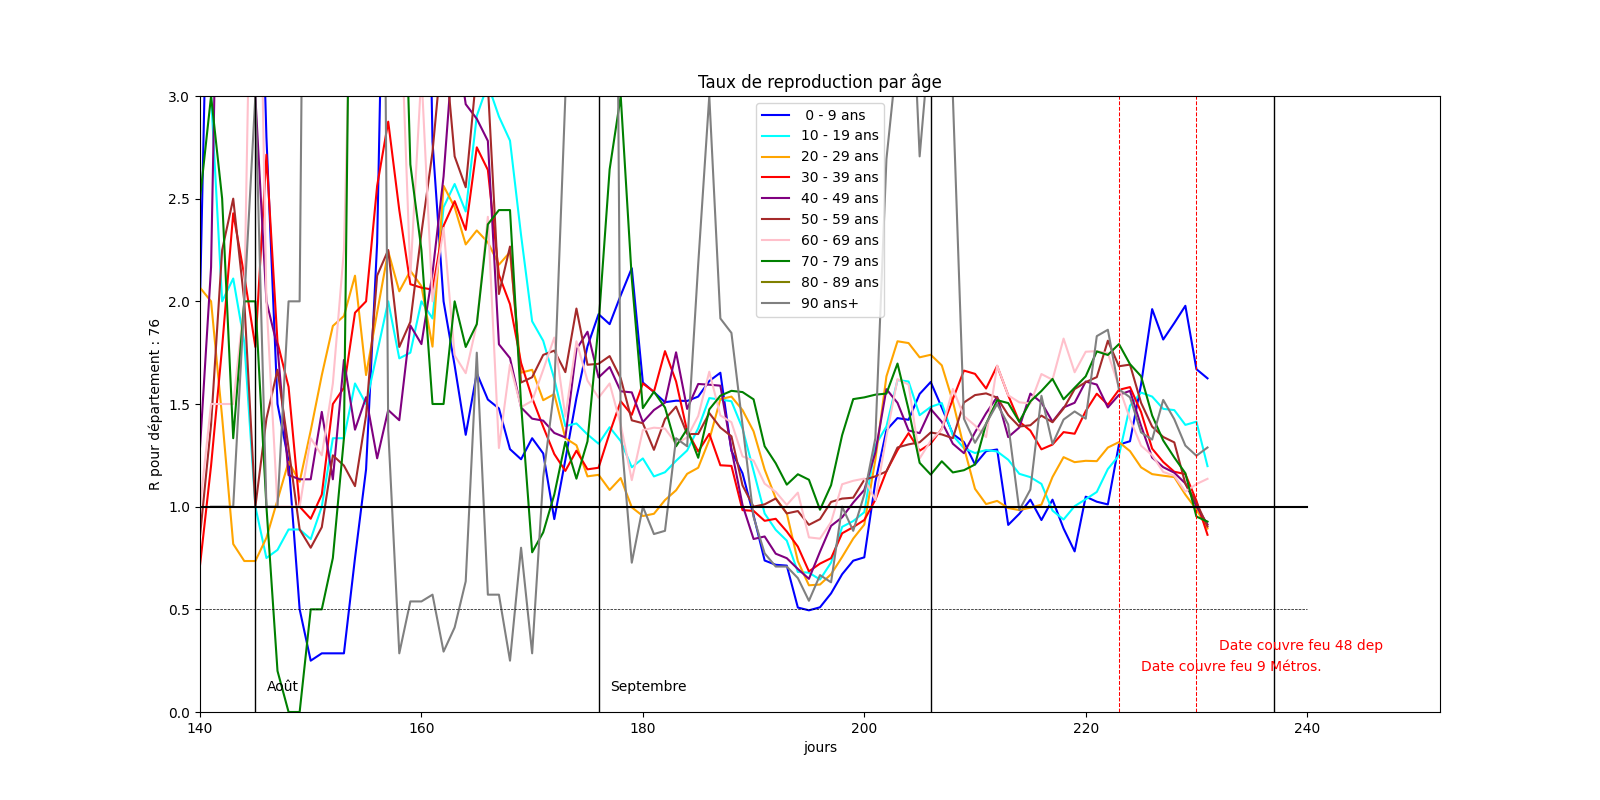 Taux de reproduction par âge
R pour département : 76
3.0
2.5
2.0
1.5
1.0
0.5
0.0
0 - 9 ans
10 - 19 ans
20 - 29 ans
30 - 39 ans
40 - 49 ans
50 - 59 ans
60 - 69 ans
70 - 79 ans
80 - 89 ans
90 ans+
Date couvre feu 48 dep
Date couvre feu 9 Métros.
Août
Septembre
140 160 180 200 220 240
jours